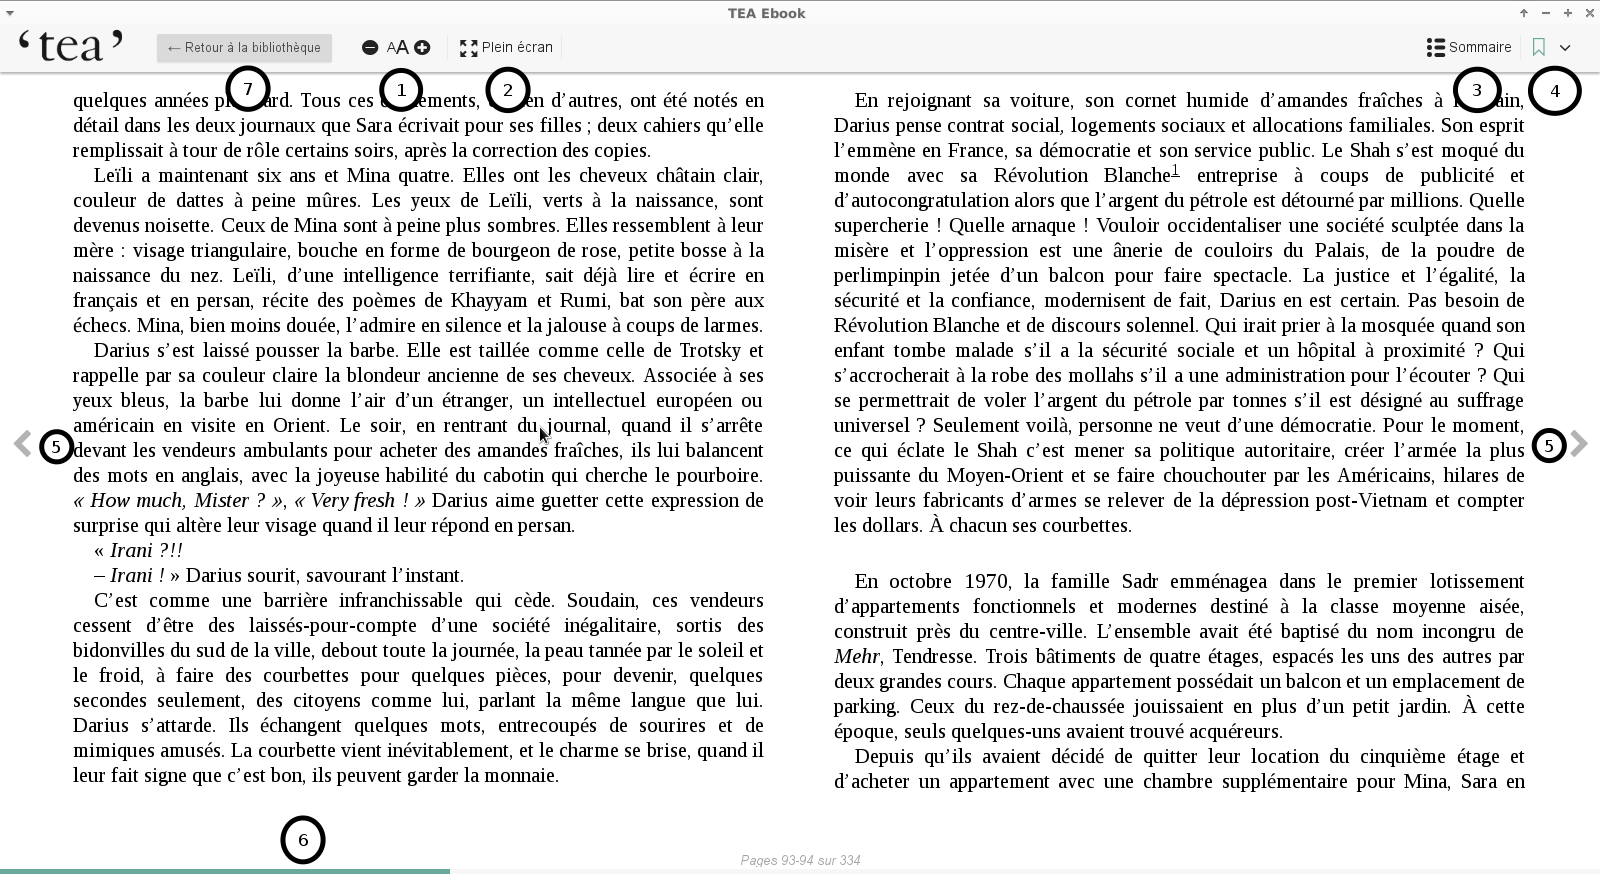 TEA Ebook
‘tea’
← Retour à la bibliothèque
AA
Plein écran
Sommaire
7
1
2
3
4
quelques années ard. Tous ces ements, en d’autres, ont été notés en
détail dans les deux journaux que Sara écrivait pour ses filles ; deux cahiers qu’elle
remplissait à tour de rôle certains soirs, après la correction des copies.
Leïli a maintenant six ans et Mina quatre. Elles ont les cheveux châtain clair,
couleur de dattes à peine mûres. Les yeux de Leïli, verts à la naissance, sont
devenus noisette. Ceux de Mina sont à peine plus sombres. Elles ressemblent à leur
mère : visage triangulaire, bouche en forme de bourgeon de rose, petite bosse à la
naissance du nez. Leïli, d’une intelligence terrifiante, sait déjà lire et écrire en
français et en persan, récite des poèmes de Khayyam et Rumi, bat son père aux
échecs. Mina, bien moins douée, l’admire en silence et la jalouse à coups de larmes.
Darius s’est laissé pousser la barbe. Elle est taillée comme celle de Trotsky et
rappelle par sa couleur claire la blondeur ancienne de ses cheveux. Associée à ses
yeux bleus, la barbe lui donne l’air d’un étranger, un intellectuel européen ou
américain en visite en Orient. Le soir, en rentrant du journal, quand il s’arrête
devant les vendeurs ambulants pour acheter des amandes fraîches, ils lui balancent
des mots en anglais, avec la joyeuse habilité du cabotin qui cherche le pourboire.
« How much, Mister ? », « Very fresh ! » Darius aime guetter cette expression de
surprise qui altère leur visage quand il leur répond en persan.
« Irani ?!!
– Irani ! » Darius sourit, savourant l’instant.
C’est comme une barrière infranchissable qui cède. Soudain, ces vendeurs
cessent d’être des laissés-pour-compte d’une société inégalitaire, sortis des
bidonvilles du sud de la ville, debout toute la journée, la peau tannée par le soleil et
le froid, à faire des courbettes pour quelques pièces, pour devenir, quelques
secondes seulement, des citoyens comme lui, parlant la même langue que lui.
Darius s’attarde. Ils échangent quelques mots, entrecoupés de sourires et de
mimiques amusés. La courbette vient inévitablement, et le charme se brise, quand il
leur fait signe que c’est bon, ils peuvent garder la monnaie.
5
En rejoignant sa voiture, son cornet humide d’amandes fraîches à ain,
Darius pense contrat social, logements sociaux et allocations familiales. Son esprit
l’emmène en France, sa démocratie et son service public. Le Shah s’est moqué du
monde avec sa Révolution Blanche1 entreprise à coups de publicité et
d’autocongratulation alors que l’argent du pétrole est détourné par millions. Quelle
supercherie ! Quelle arnaque ! Vouloir occidentaliser une société sculptée dans la
misère et l’oppression est une ânerie de couloirs du Palais, de la poudre de
perlimpinpin jetée d’un balcon pour faire spectacle. La justice et l’égalité, la
sécurité et la confiance, modernisent de fait, Darius en est certain. Pas besoin de
Révolution Blanche et de discours solennel. Qui irait prier à la mosquée quand son
enfant tombe malade s’il a la sécurité sociale et un hôpital à proximité ? Qui
s’accrocherait à la robe des mollahs s’il a une administration pour l’écouter ? Qui
se permettrait de voler l’argent du pétrole par tonnes s’il est désigné au suffrage
universel ? Seulement voilà, personne ne veut d’une démocratie. Pour le moment,
ce qui éclate le Shah c’est mener sa politique autoritaire, créer l’armée la plus
puissante du Moyen-Orient et se faire chouchouter par les Américains, hilares de
voir leurs fabricants d’armes se relever de la dépression post-Vietnam et compter
les dollars. À chacun ses courbettes.
En octobre 1970, la famille Sadr emménagea dans le premier lotissement
d’appartements fonctionnels et modernes destiné à la classe moyenne aisée,
construit près du centre-ville. L’ensemble avait été baptisé du nom incongru de
Mehr, Tendresse. Trois bâtiments de quatre étages, espacés les uns des autres par
deux grandes cours. Chaque appartement possédait un balcon et un emplacement de
parking. Ceux du rez-de-chaussée jouissaient en plus d’un petit jardin. À cette
époque, seuls quelques-uns avaient trouvé acquéreurs.
Depuis qu’ils avaient décidé de quitter leur location du cinquième étage et
d’acheter un appartement avec une chambre supplémentaire pour Mina, Sara en
5
6
Pages 93-94 sur 334